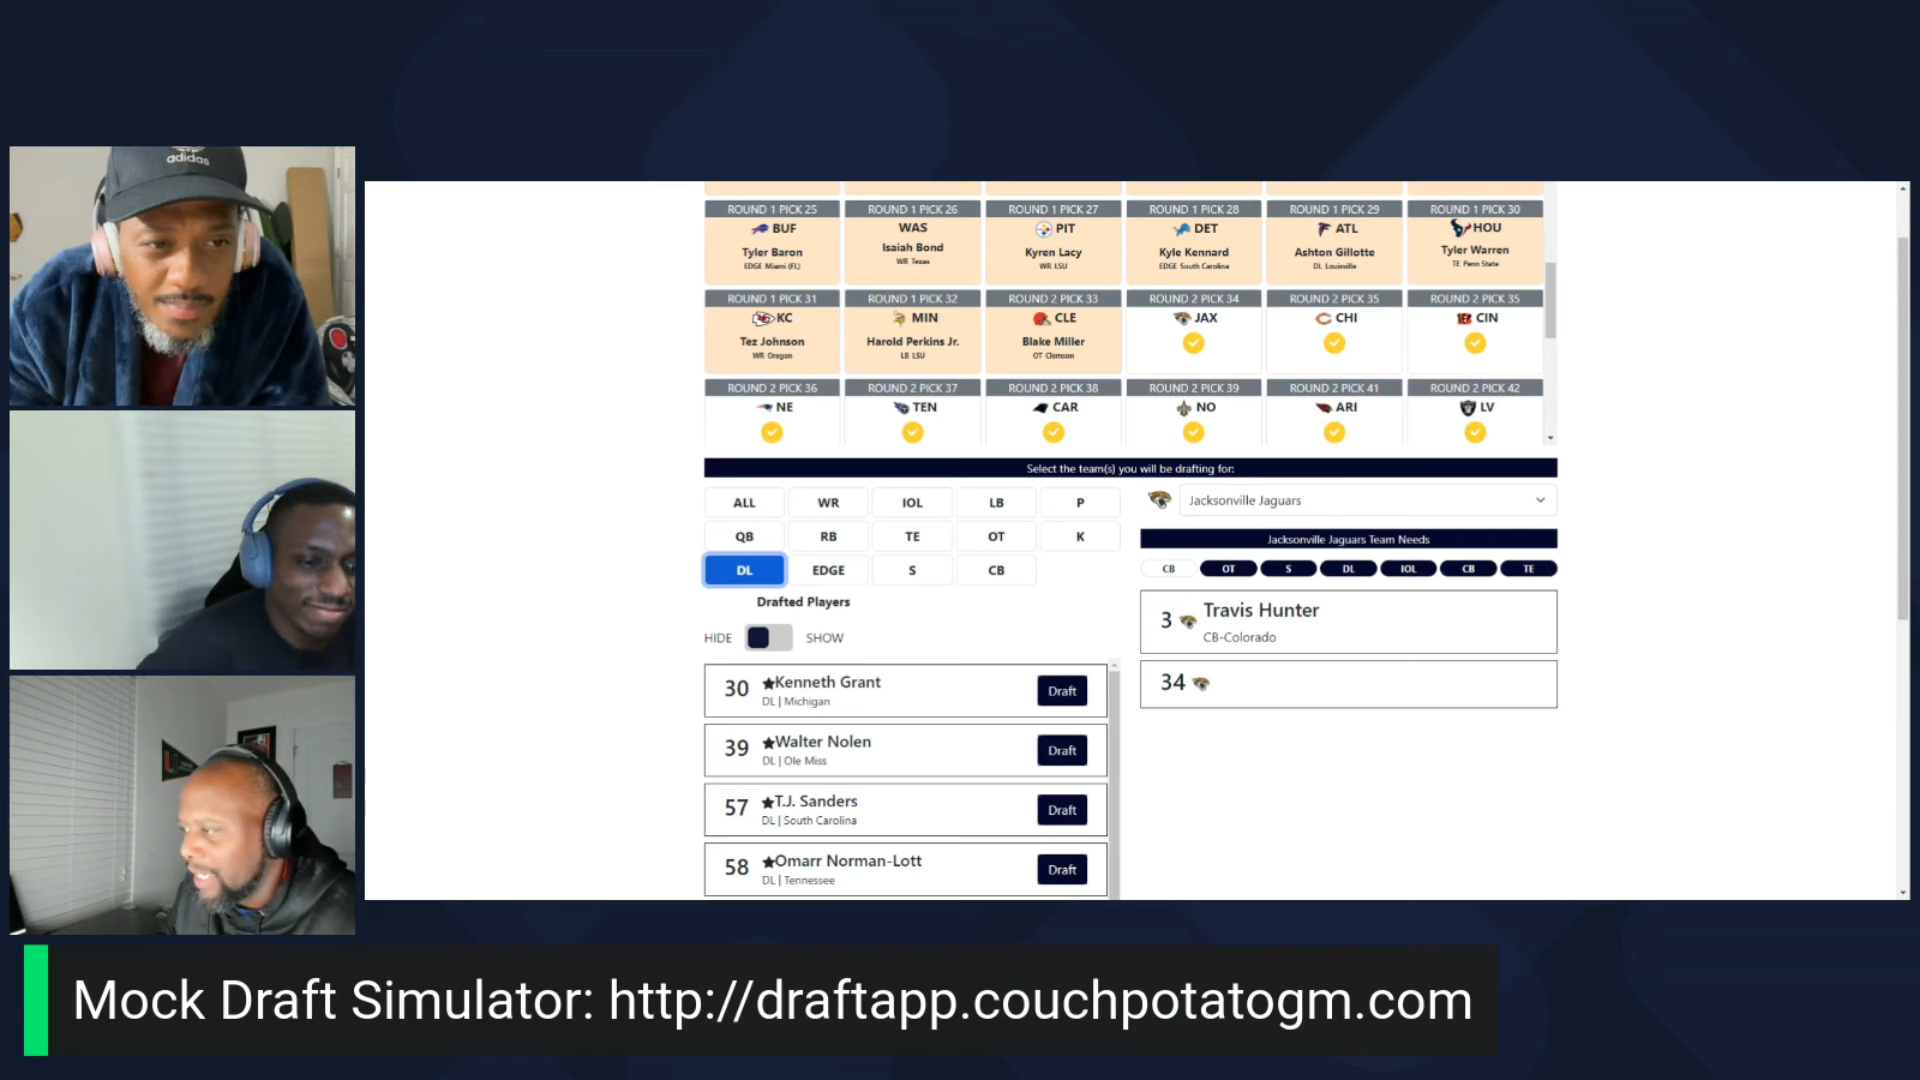 adidas
ROUND 1 PICK 25 ROUND 1 PICK 26 ROUND 1 PICK 27 ROUND 1 PICK 28 ROUND 1 PICK 29 ROUND 1 PICK 30
BUF WAS PIT DET ATL HOU
Tyler Baron Isaiah Bond Kyren Lacy Kyle Kennard Ashton Gillotte Tyler Warren
EDGE Miami (FL) WR Texas WR LSU EDGE South Carolina DL Louisville TE Penn State
ROUND 1 PICK 31 ROUND 1 PICK 32 ROUND 2 PICK 33 ROUND 2 PICK 34 ROUND 2 PICK 35 ROUND 2 PICK 35
KC MIN CLE JAX CHI CIN
Tez Johnson Harold Perkins Jr. Blake Miller
WR Oregon LB LSU OT Clemson
ROUND 2 PICK 36 ROUND 2 PICK 37 ROUND 2 PICK 38 ROUND 2 PICK 39 ROUND 2 PICK 41 ROUND 2 PICK 42
NE TEN CAR NO ARI LV
Select the team(s) you will be drafting for:
ALL WR IOL LB P
QB RB TE OT K
DL EDGE S CB
Jacksonville Jaguars
Jacksonville Jaguars Team Needs
CB OT S DL IOL CB TE
Drafted Players
HIDE SHOW
3 Travis Hunter
CB-Colorado
34
30 ★Kenneth Grant Draft
DL | Michigan
39 ★Walter Nolen Draft
DL | Ole Miss
57 ★T.J. Sanders Draft
DL | South Carolina
58 ★Omarr Norman-Lott Draft
DL | Tennessee
Mock Draft Simulator: http://draftapp.couchpotatogm.com